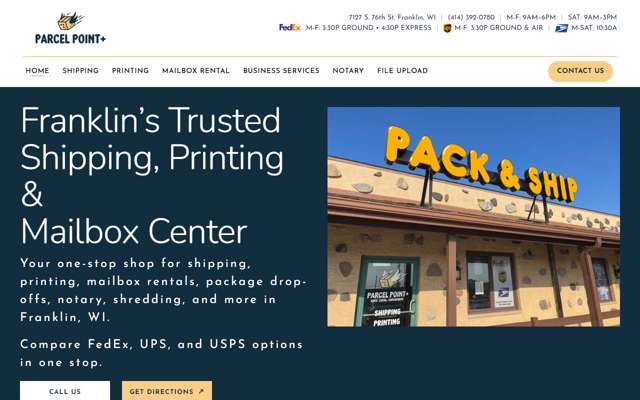 PARCEL POINT+
7127 S. 76th St. Franklin, WI | (414) 392-0780 | M-F: 9AM–6PM | SAT: 9AM–3PM
FedEx M-F: 3:30P GROUND + 4:30P EXPRESS | ups M-F: 3:30P GROUND & AIR | M-SAT: 10:30A
HOME SHIPPING PRINTING MAILBOX RENTAL BUSINESS SERVICES NOTARY FILE UPLOAD CONTACT US
Franklin’s Trusted
Shipping, Printing
&
Mailbox Center
Your one-stop shop for shipping,
printing, mailbox rentals, package drop-
offs, notary, shredding, and more in
Franklin, WI.
Compare FedEx, UPS, and USPS options
in one stop.
CALL US GET DIRECTIONS ↗
PACK & SHIP
PARCEL POINT+
SHIPPING
PRINTING